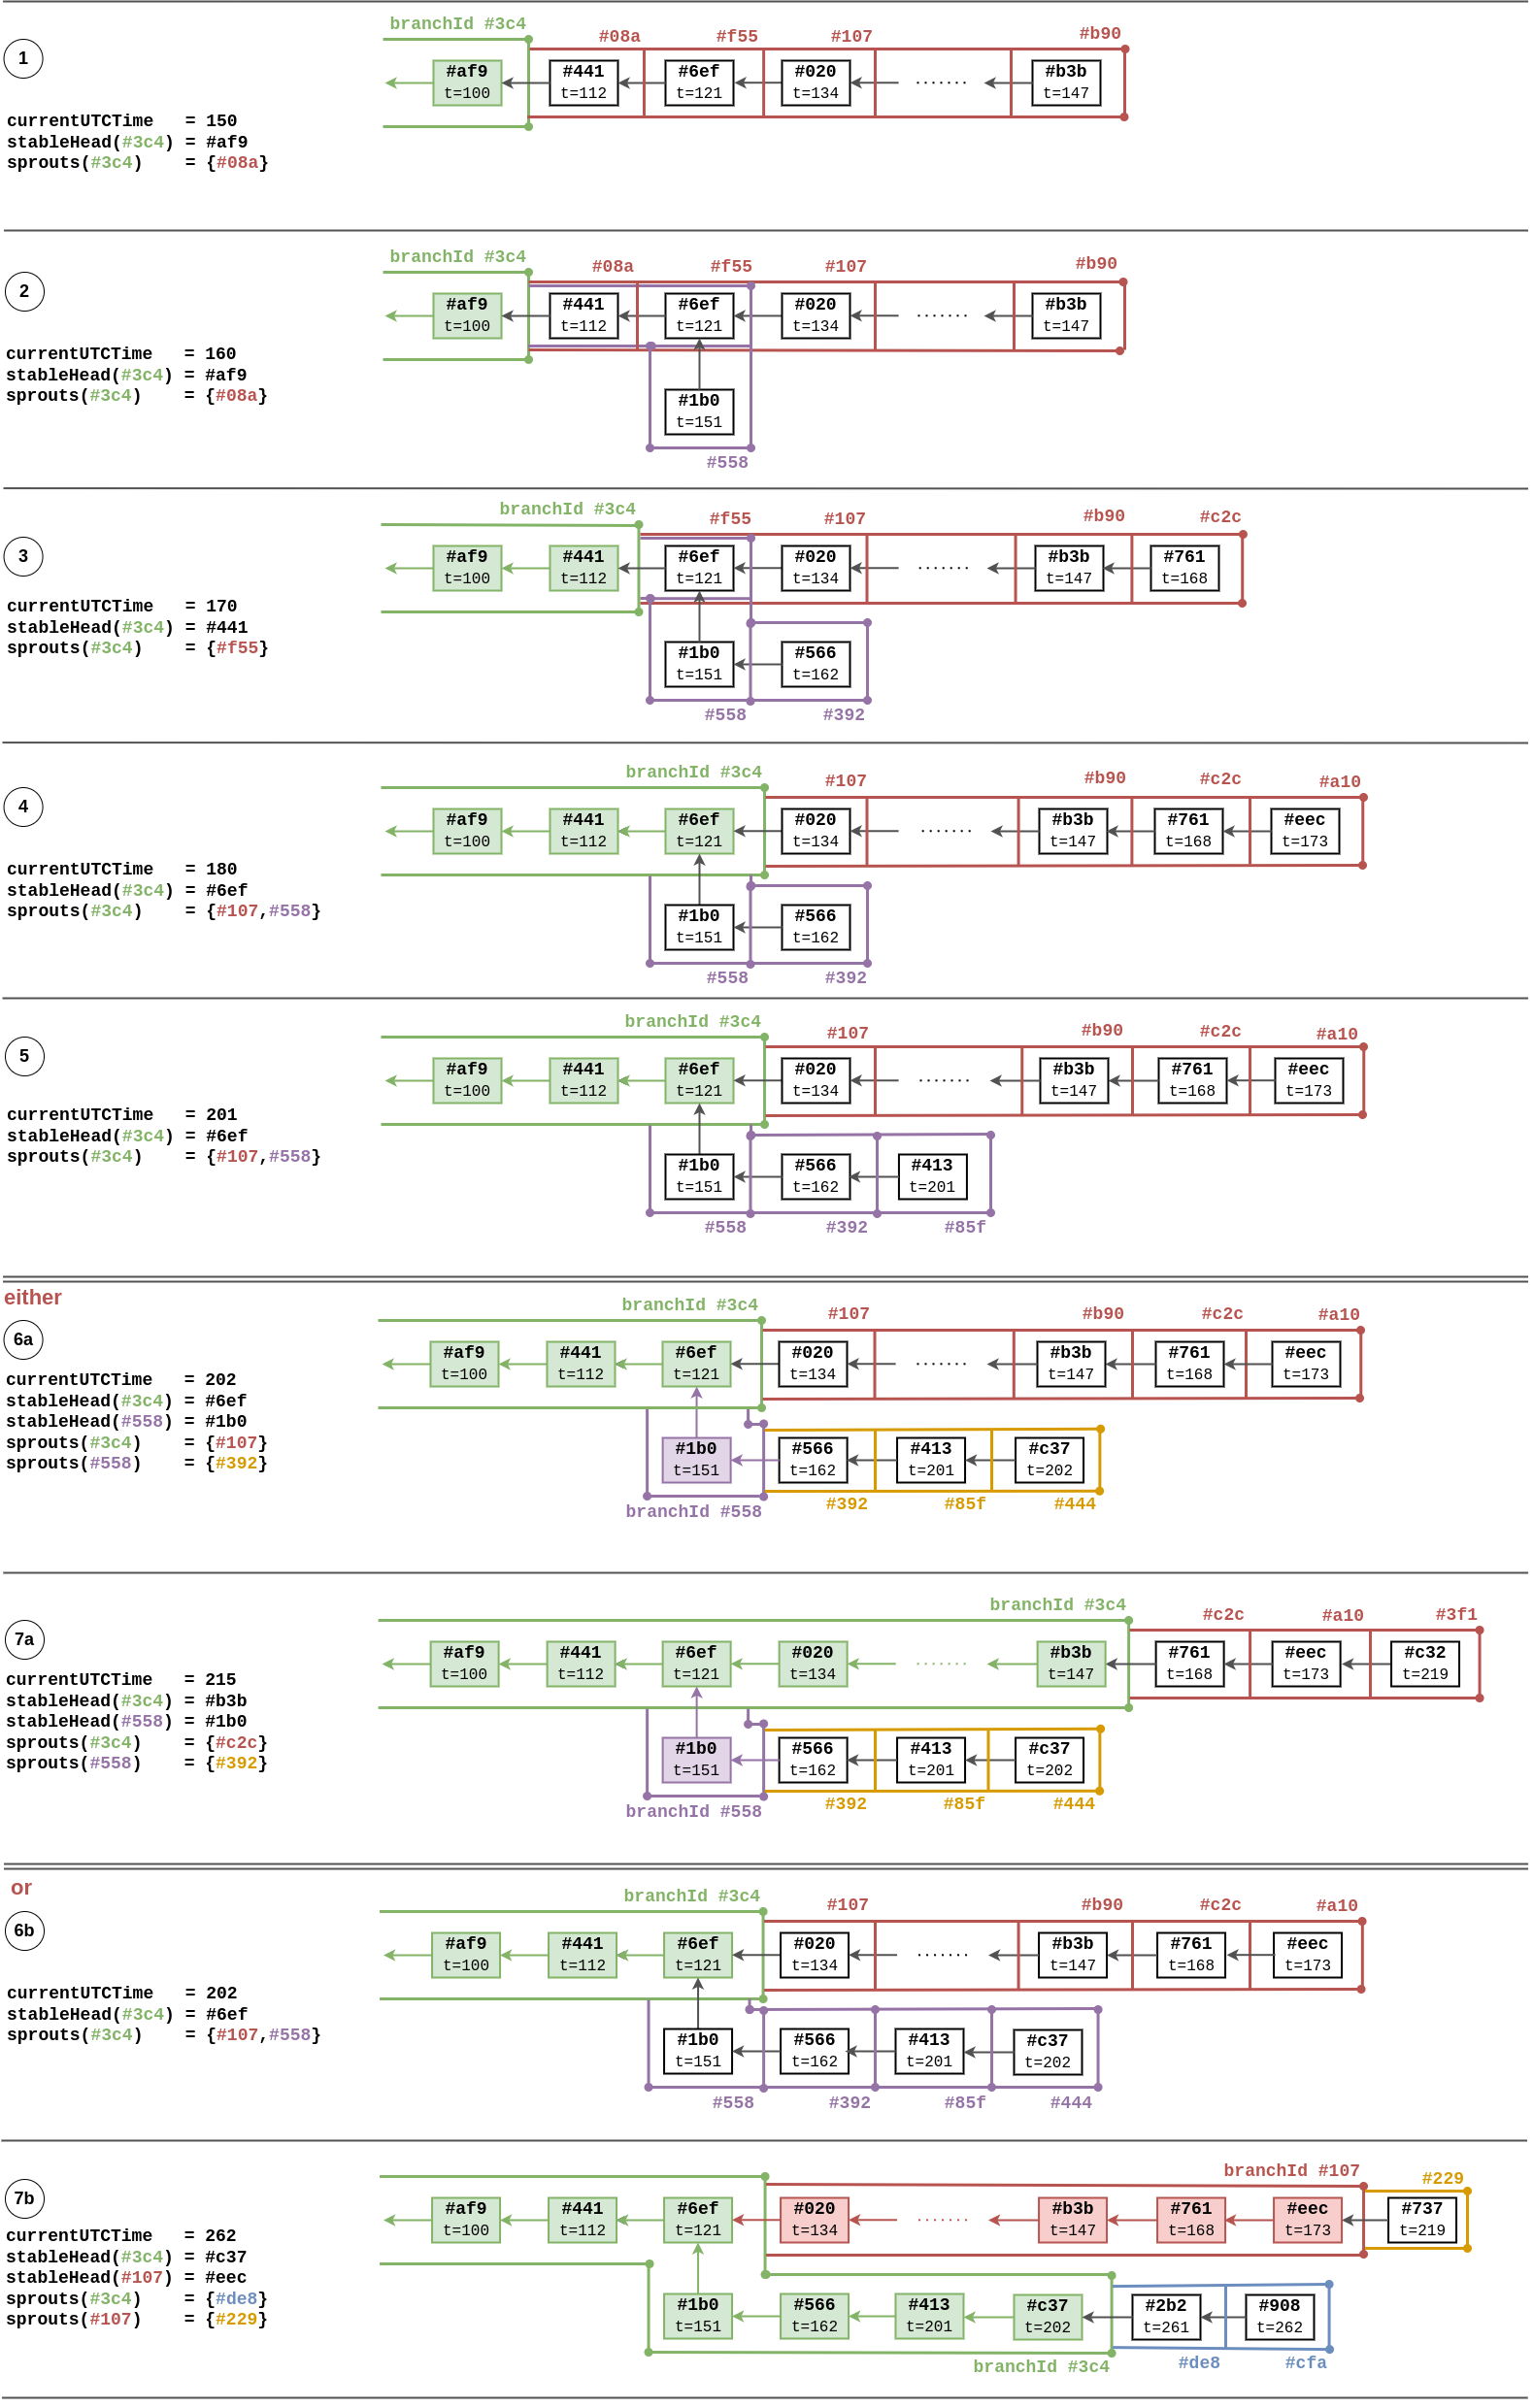 branchId #3c4
#08a #f55 #107 #b90
1
#af9 #441 #6ef #020 ....... #b3b
t=100 t=112 t=121 t=134 t=147
currentUTCTime = 150
stableHead(#3c4) = #af9
sprouts(#3c4) = {#08a}
branchId #3c4
#08a #f55 #107 #b90
2
#af9 #441 #6ef #020 ....... #b3b
t=100 t=112 t=121 t=134 t=147
currentUTCTime = 160
stableHead(#3c4) = #af9
sprouts(#3c4) = {#08a}
#1b0
t=151
#558
branchId #3c4
#f55 #107 #b90 #c2c
3
#af9 #441 #6ef #020 ....... #b3b #761
t=100 t=112 t=121 t=134 t=147 t=168
currentUTCTime = 170
stableHead(#3c4) = #441
sprouts(#3c4) = {#f55}
#1b0 #566
t=151 t=162
#558 #392
branchId #3c4
#107 #b90 #c2c #a10
4
#af9 #441 #6ef #020 ....... #b3b #761 #eec
t=100 t=112 t=121 t=134 t=147 t=168 t=173
currentUTCTime = 180
stableHead(#3c4) = #6ef
sprouts(#3c4) = {#107,#558}
#1b0 #566
t=151 t=162
#558 #392
branchId #3c4
#107 #b90 #c2c #a10
5
#af9 #441 #6ef #020 ....... #b3b #761 #eec
t=100 t=112 t=121 t=134 t=147 t=168 t=173
currentUTCTime = 201
stableHead(#3c4) = #6ef
sprouts(#3c4) = {#107,#558}
#1b0 #566 #413
t=151 t=162 t=201
#558 #392 #85f
either
branchId #3c4
#107 #b90 #c2c #a10
6a
#af9 #441 #6ef #020 ....... #b3b #761 #eec
t=100 t=112 t=121 t=134 t=147 t=168 t=173
currentUTCTime = 202
stableHead(#3c4) = #6ef
stableHead(#558) = #1b0
sprouts(#3c4) = {#107}
sprouts(#558) = {#392}
#1b0 #566 #413 #c37
t=151 t=162 t=201 t=202
branchId #558 #392 #85f #444
branchId #3c4
#c2c #a10 #3f1
7a
#af9 #441 #6ef #020 ....... #b3b #761 #eec #c32
t=100 t=112 t=121 t=134 t=147 t=168 t=173 t=219
currentUTCTime = 215
stableHead(#3c4) = #b3b
stableHead(#558) = #1b0
sprouts(#3c4) = {#c2c}
sprouts(#558) = {#392}
#1b0 #566 #413 #c37
t=151 t=162 t=201 t=202
branchId #558 #392 #85f #444
or
branchId #3c4
#107 #b90 #c2c #a10
6b
#af9 #441 #6ef #020 ....... #b3b #761 #eec
t=100 t=112 t=121 t=134 t=147 t=168 t=173
currentUTCTime = 202
stableHead(#3c4) = #6ef
sprouts(#3c4) = {#107,#558}
#1b0 #566 #413 #c37
t=151 t=162 t=201 t=202
#558 #392 #85f #444
branchId #107 #229
7b
#af9 #441 #6ef #020 ....... #b3b #761 #eec #737
t=100 t=112 t=121 t=134 t=147 t=168 t=173 t=219
currentUTCTime = 262
stableHead(#3c4) = #c37
stableHead(#107) = #eec
sprouts(#3c4) = {#de8}
sprouts(#107) = {#229}
#1b0 #566 #413 #c37 #2b2 #908
t=151 t=162 t=201 t=202 t=261 t=262
branchId #3c4 #de8 #cfa